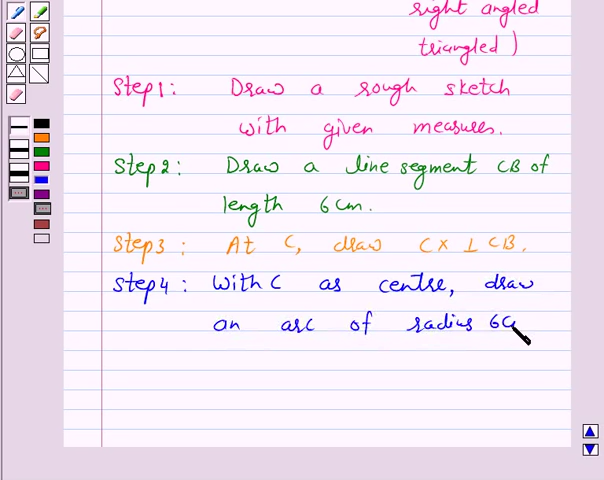 right angled
triangled )
Step1: Draw a rough sketch
with given measures.
Step2: Draw a line segment CB of
length 6cm.
Step3: At C, draw CX ⊥ CB.
Step4: With C as centre, draw
an arc of radius 6c